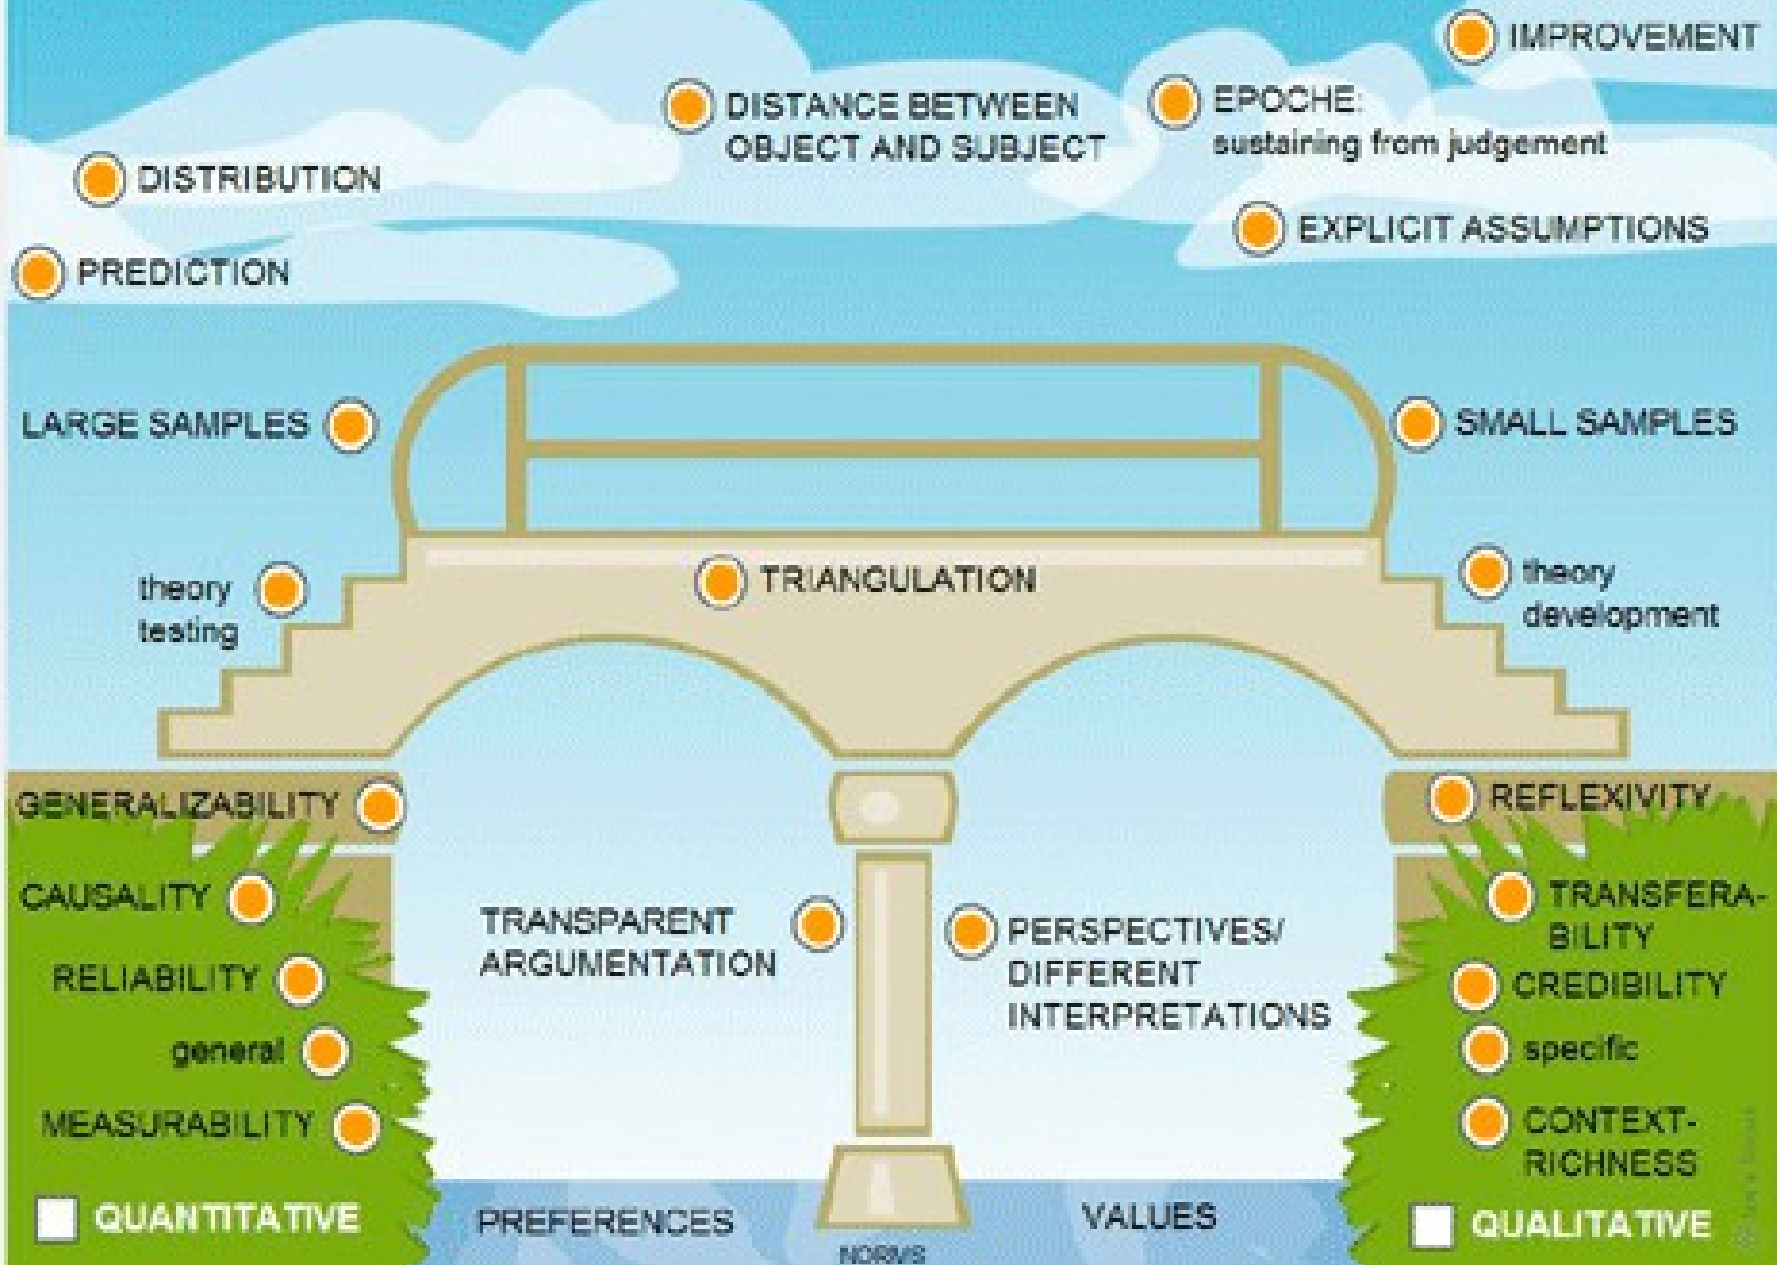 IMPROVEMENT
DISTANCE BETWEEN
OBJECT AND SUBJECT
EPOCHE:
sustaining from judgement
DISTRIBUTION
EXPLICIT ASSUMPTIONS
PREDICTION
LARGE SAMPLES
SMALL SAMPLES
theory
testing
TRIANGULATION
theory
development
GENERALIZABILITY
REFLEXIVITY
CAUSALITY
TRANSPARENT
ARGUMENTATION
PERSPECTIVES/
DIFFERENT
INTERPRETATIONS
TRANSFERA-
BILITY
RELIABILITY
CREDIBILITY
general
specific
MEASURABILITY
CONTEXT-
RICHNESS
QUANTITATIVE
PREFERENCES
NORMS
VALUES
QUALITATIVE